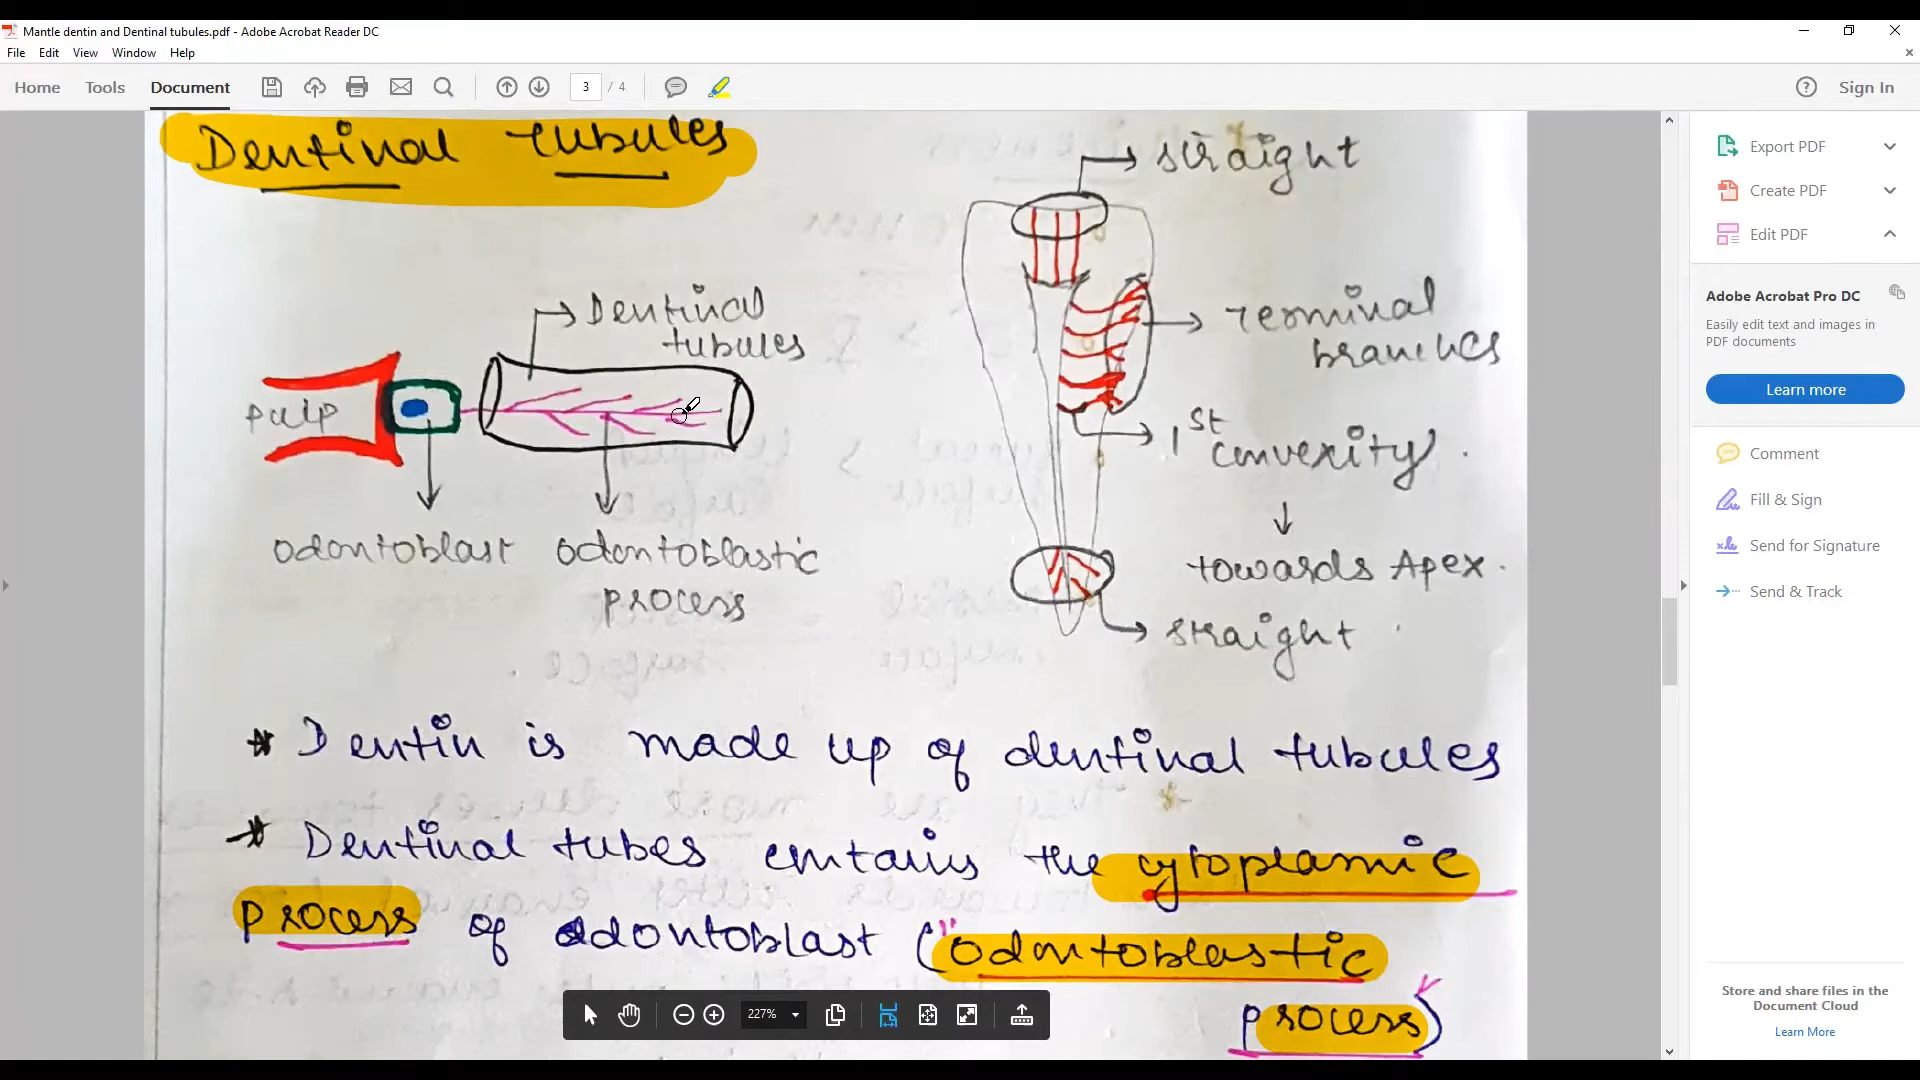 Mantle dentin and Dentinal tubules.pdf - Adobe Acrobat Reader DC
File Edit View Window Help
Home Tools Document 3 / 4 Sign In
Dentinal tubules
straight
Dentinal
tubules
Terminal
branches
pulp
1st convexity.
odontoblast odontoblastic
process
towards Apex.
straight
* Dentin is made up of dentinal tubules
* Dentinal tubes contains the cytoplamic
process of odontoblast ("odontoblastic
process)
227%
Export PDF
Create PDF
Edit PDF
Adobe Acrobat Pro DC
Easily edit text and images in
PDF documents
Learn more
Comment
Fill & Sign
Send for Signature
Send & Track
Store and share files in the
Document Cloud
Learn More